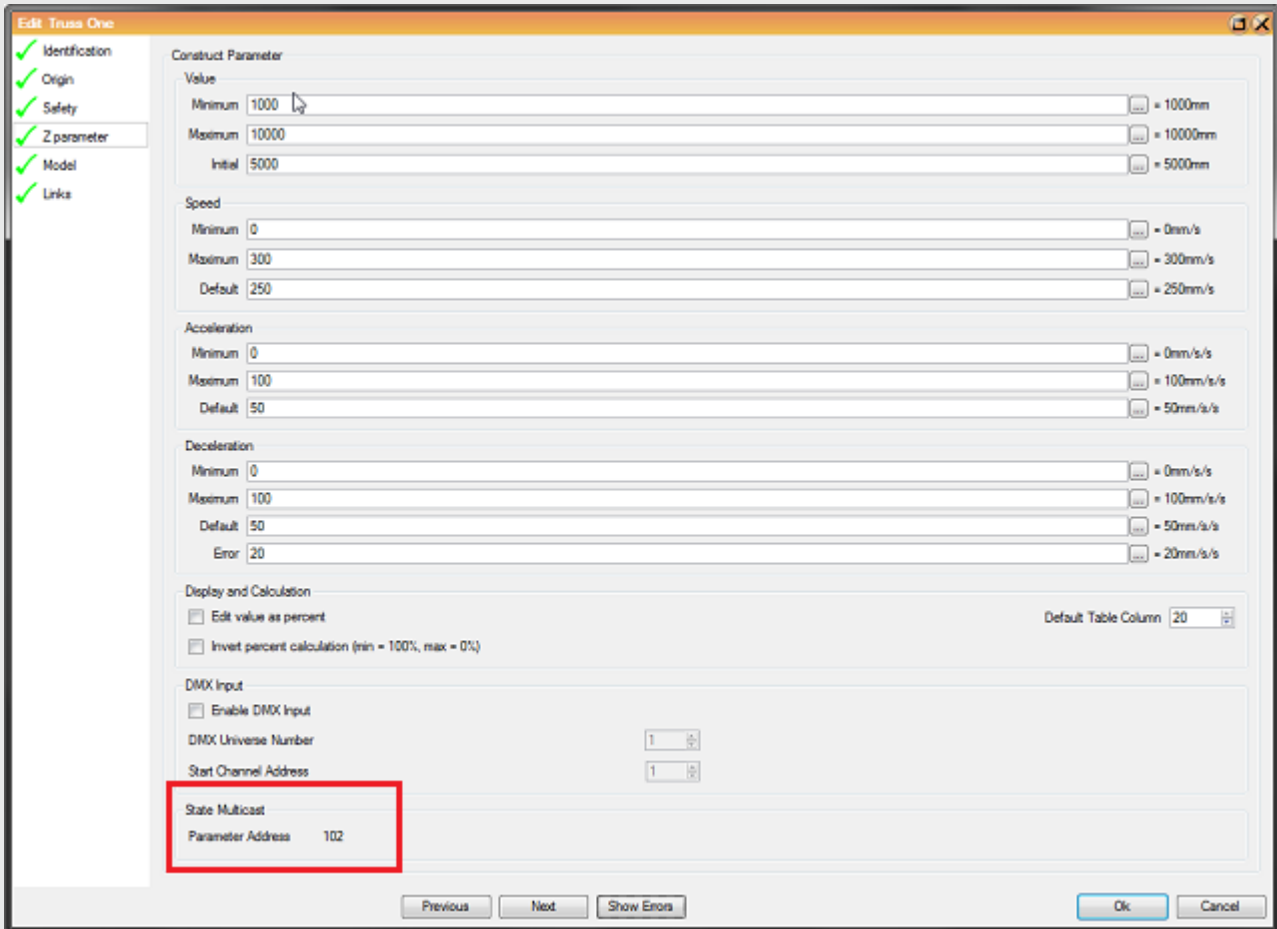 Edit Truss One
Identification
Origin
Safety
Z parameter
Model
Links
Construct Parameter
Value
Minimum 1000 ... = 1000mm
Maximum 10000 ... = 10000mm
Initial 5000 ... = 5000mm
Speed
Minimum 0 ... = 0mm/s
Maximum 300 ... = 300mm/s
Default 250 ... = 250mm/s
Acceleration
Minimum 0 ... = 0mm/s/s
Maximum 100 ... = 100mm/s/s
Default 50 ... = 50mm/s/s
Deceleration
Minimum 0 ... = 0mm/s/s
Maximum 100 ... = 100mm/s/s
Default 50 ... = 50mm/s/s
Error 20 ... = 20mm/s/s
Display and Calculation
Edit value as percent Default Table Column 20
Invert percent calculation (min = 100%, max = 0%)
DMX Input
Enable DMX Input
DMX Universe Number 1
Start Channel Address 1
State Multicast
Parameter Address 102
Previous Next Show Errors Ok Cancel